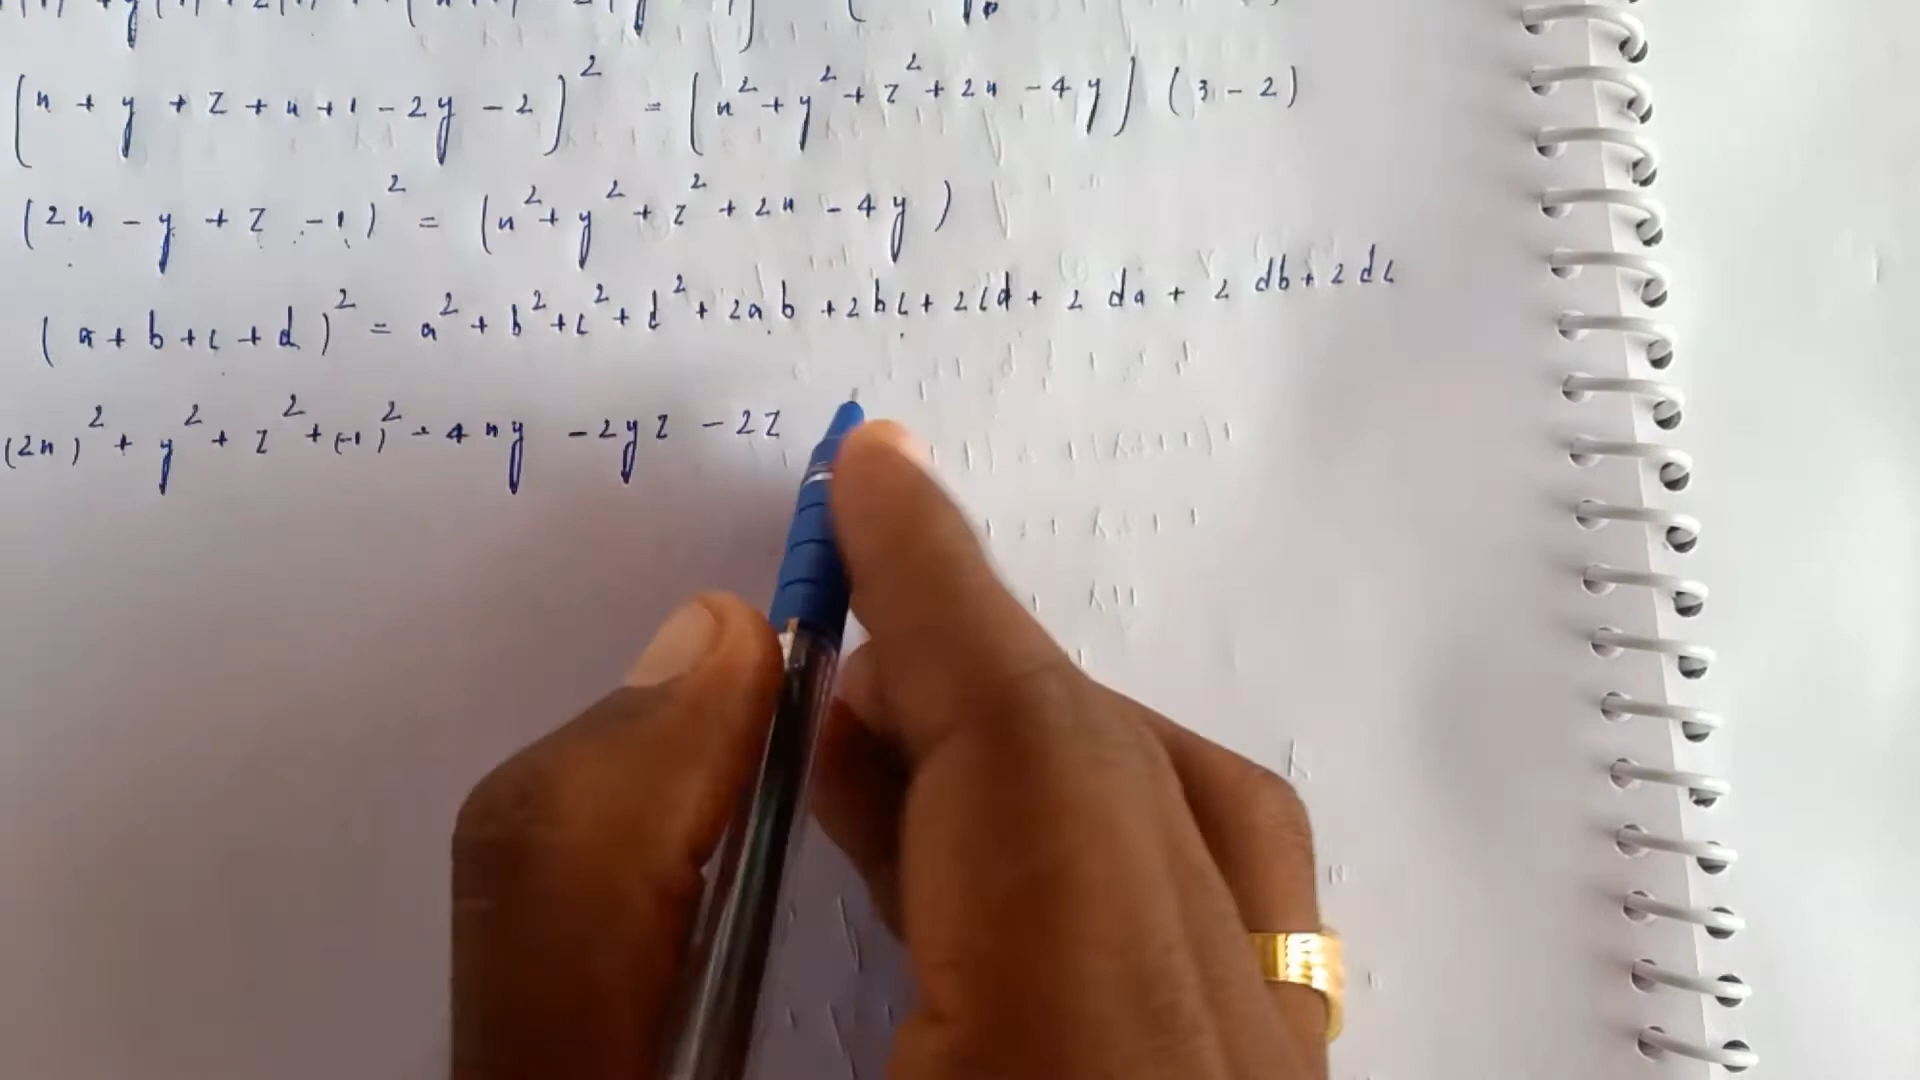 [x + y + z + x + 1 - 2y - 2]² = [x² + y² + z² + 2x - 4y] (3 - 2)
(2x - y + z - 1)² = (x² + y² + z² + 2x - 4y)
(a + b + c + d)² = a² + b² + c² + d² + 2ab + 2bc + 2cd + 2da + 2db + 2dc
(2x)² + y² + z² + (-1)² - 4xy - 2yz - 2z